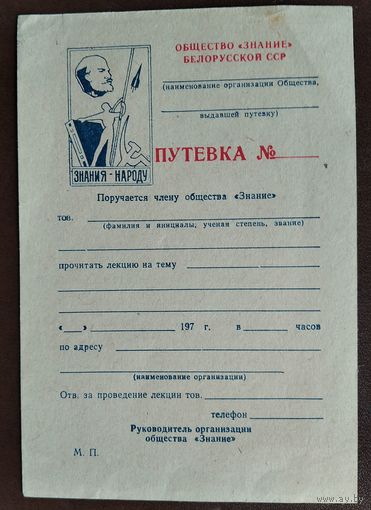 ОБЩЕСТВО «ЗНАНИЕ»
БЕЛОРУССКОЙ ССР
(наименование организации Общества,
выдавшей путевку)
ЗНАНИЯ - НАРОДУ
ПУТЕВКА №
Поручается члену общества «Знание»
тов.
(фамилия и инициалы, ученая степень, звание)
прочитать лекцию на тему
«__» 197 г. в часов
по адресу
(наименование организации)
Отв. за проведение лекции тов.
телефон
Руководитель организации
общества «Знание»
М. П.
www.ay.by